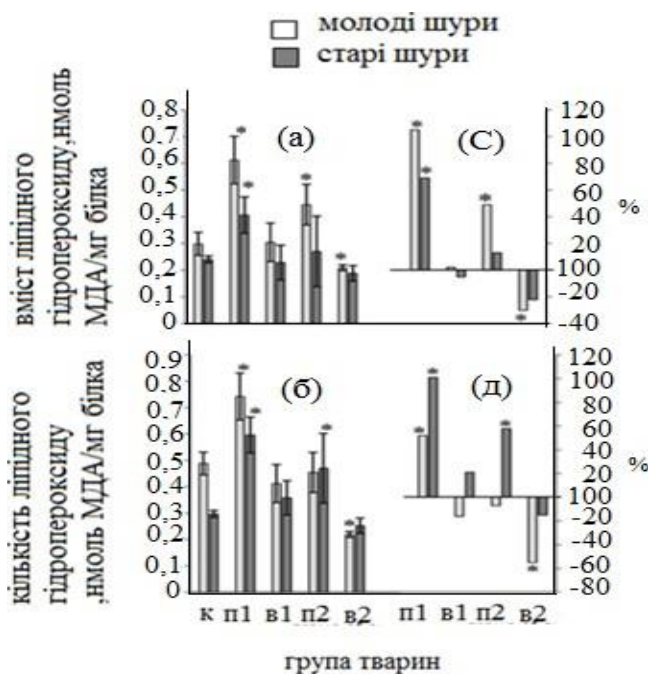 молоді шури
старі шури
вміст ліпідного
гідропероксиду,нмоль
МДА/мг білка
0,8
0,7
0,6
0,5
0,4
0,3
0,2
0,1
0
(а)
(С)
120
100
80
60
40
20
100
-20
-40
%
кількість ліпідного
гідропероксиду
,нмоль МДА/мг білка
0.9
0.8
0.7
0.6
0.5
0.4
0.3
0.2
0.1
0
(б)
(д)
120
100
80
60
40
20
100
-20
-40
-60
-80
%
к п1 в1 п2 в2
п1 в1 п2 в2
група тварин